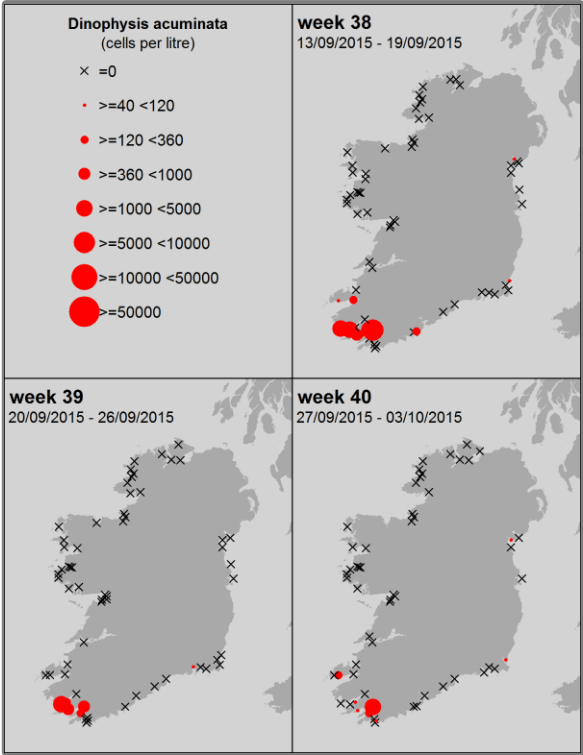 Dinophysis acuminata
(cells per litre)
=0
>=40 <120
>=120 <360
>=360 <1000
>=1000 <5000
>=5000 <10000
>=10000 <50000
>=50000
week 38
13/09/2015 - 19/09/2015
week 39
20/09/2015 - 26/09/2015
week 40
27/09/2015 - 03/10/2015